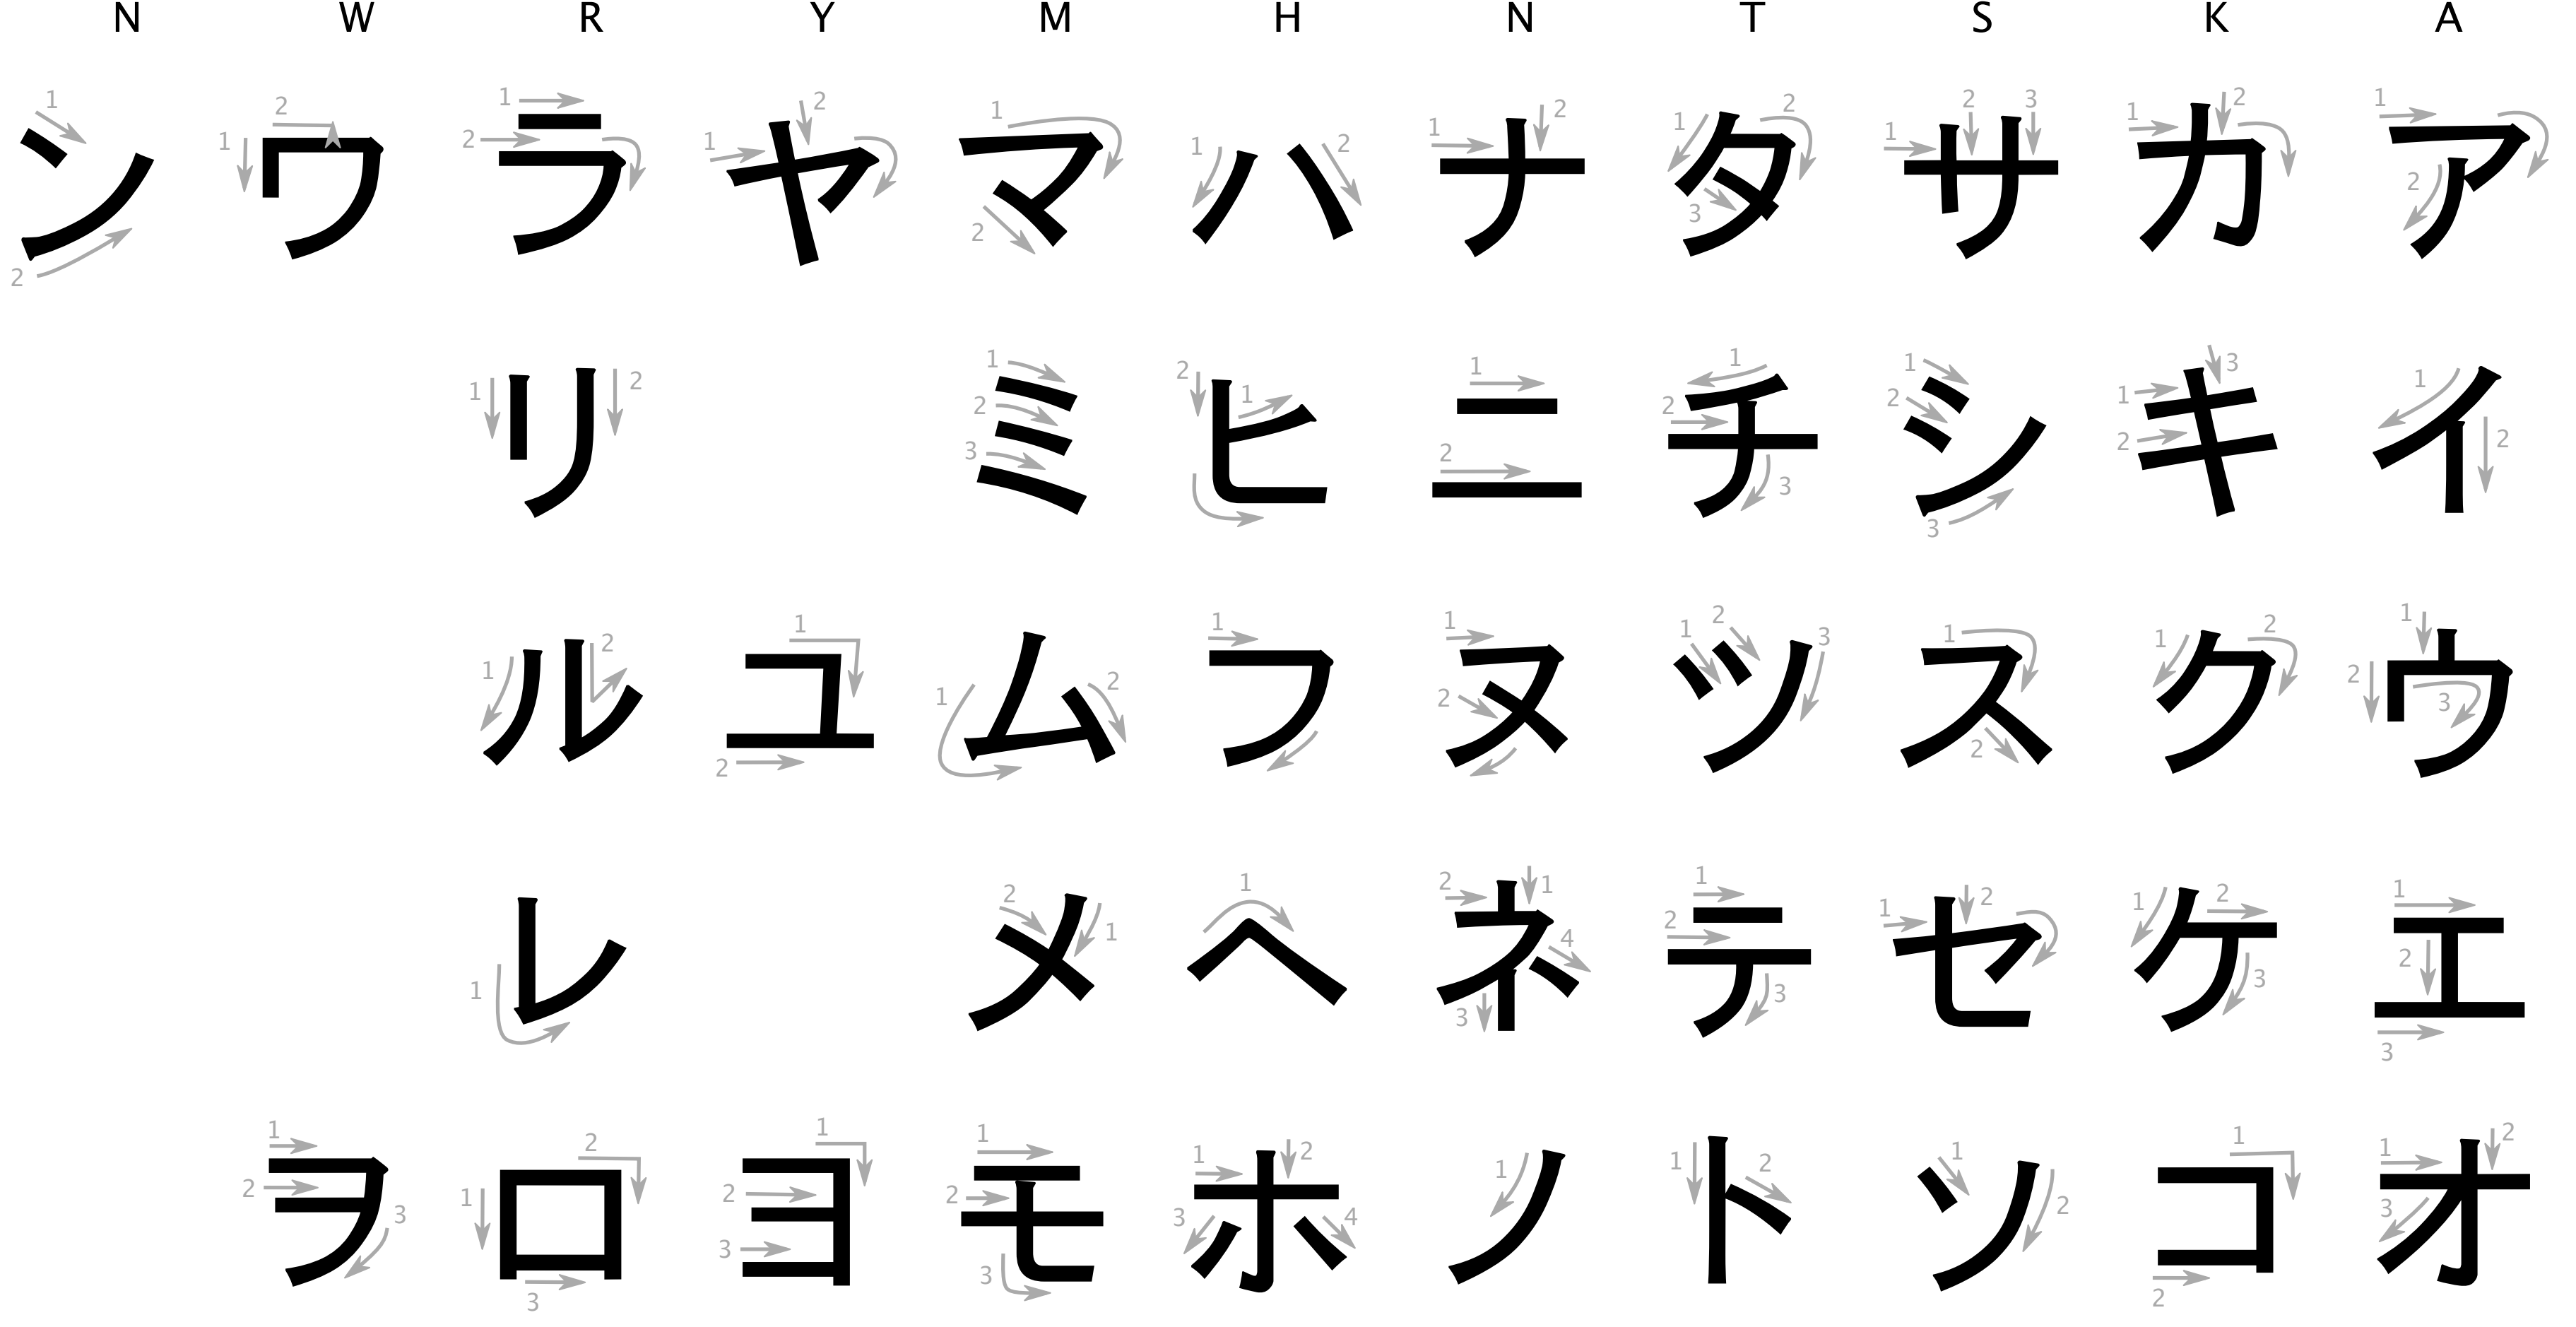 N W R Y M H N T S K A
ン ワ ラ ヤ マ ハ ナ タ サ カ ア
リ ミ ヒ ニ チ シ キ イ
ル ユ ム フ ヌ ツ ス ク ウ
レ メ ヘ ネ テ セ ケ エ
ヲ ロ ヨ モ ホ ノ ト ソ コ オ